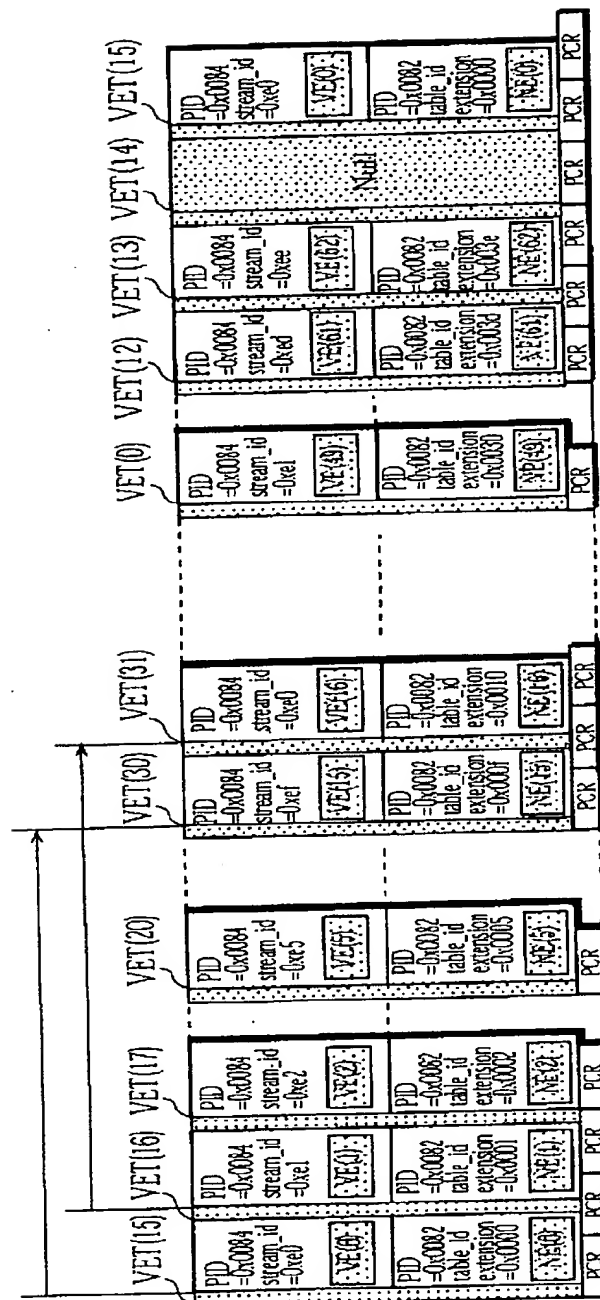 VET(15)
VET(16)
VET(17)
VET(20)
VET(30)
VET(31)
VET(0)
VET(12)
VET(13)
VET(14)
VET(15)
PID
=0x0084
stream_id
=0xe0
VE(0)
PID
=0x0082
table_id
extension
=0x0000
NE(0)
PID
=0x0084
stream_id
=0xe1
VE(1)
PID
=0x0082
table_id
extension
=0x0001
NE(1)
PID
=0x0084
stream_id
=0xe2
VE(2)
PID
=0x0082
table_id
extension
=0x0002
NE(2)
PCR PCR PCR PCR PCR
PID
=0x0084
stream_id
=0xe5
VE(5)
PID
=0x0082
table_id
extension
=0x0005
NE(5)
PCR
PID
=0x0084
stream_id
=0xef
VE(15)
PID
=0x0082
table_id
extension
=0x000f
NE(15)
PID
=0x0084
stream_id
=0xe0
VE(16)
PID
=0x0082
table_id
extension
=0x0010
NE(16)
PCR PCR PCR
PID
=0x0084
stream_id
=0xe1
VE(49)
PID
=0x0082
table_id
extension
=0x0030
NE(49)
PCR
PID
=0x0084
stream_id
=0xed
VE(61)
PID
=0x0082
table_id
extension
=0x003d
NE(61)
PID
=0x0084
stream_id
=0xee
VE(62)
PID
=0x0082
table_id
extension
=0x003e
NE(62)
Null
PID
=0x0084
stream_id
=0xe0
VE(0)
PID
=0x0082
table_id
extension
=0x0000
NE(0)
PCR PCR PCR PCR PCR PCR PCR